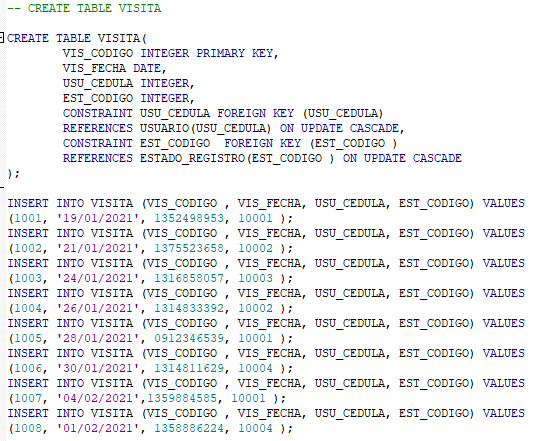 -- CREATE TABLE VISITA
CREATE TABLE VISITA(
VIS_CODIGO INTEGER PRIMARY KEY,
VIS_FECHA DATE,
USU_CEDULA INTEGER,
EST_CODIGO INTEGER,
CONSTRAINT USU_CEDULA FOREIGN KEY (USU_CEDULA)
REFERENCES USUARIO(USU_CEDULA) ON UPDATE CASCADE,
CONSTRAINT EST_CODIGO  FOREIGN KEY (EST_CODIGO )
REFERENCES ESTADO_REGISTRO(EST_CODIGO ) ON UPDATE CASCADE
);
INSERT INTO VISITA (VIS_CODIGO , VIS_FECHA, USU_CEDULA, EST_CODIGO) VALUES
(1001, '19/01/2021', 1352498953, 10001 );
INSERT INTO VISITA (VIS_CODIGO , VIS_FECHA, USU_CEDULA, EST_CODIGO) VALUES
(1002, '21/01/2021', 1375523658, 10002 );
INSERT INTO VISITA (VIS_CODIGO , VIS_FECHA, USU_CEDULA, EST_CODIGO) VALUES
(1003, '24/01/2021', 1316858057, 10003 );
INSERT INTO VISITA (VIS_CODIGO , VIS_FECHA, USU_CEDULA, EST_CODIGO) VALUES
(1004, '26/01/2021', 1314833392, 10002 );
INSERT INTO VISITA (VIS_CODIGO , VIS_FECHA, USU_CEDULA, EST_CODIGO) VALUES
(1005, '28/01/2021', 0912346539, 10001 );
INSERT INTO VISITA (VIS_CODIGO , VIS_FECHA, USU_CEDULA, EST_CODIGO) VALUES
(1006, '30/01/2021', 1314811629, 10004 );
INSERT INTO VISITA (VIS_CODIGO , VIS_FECHA, USU_CEDULA, EST_CODIGO) VALUES
(1007, '04/02/2021',1359884585, 10001 );
INSERT INTO VISITA (VIS_CODIGO , VIS_FECHA, USU_CEDULA, EST_CODIGO) VALUES
(1008, '01/02/2021', 1358886224, 10004 );